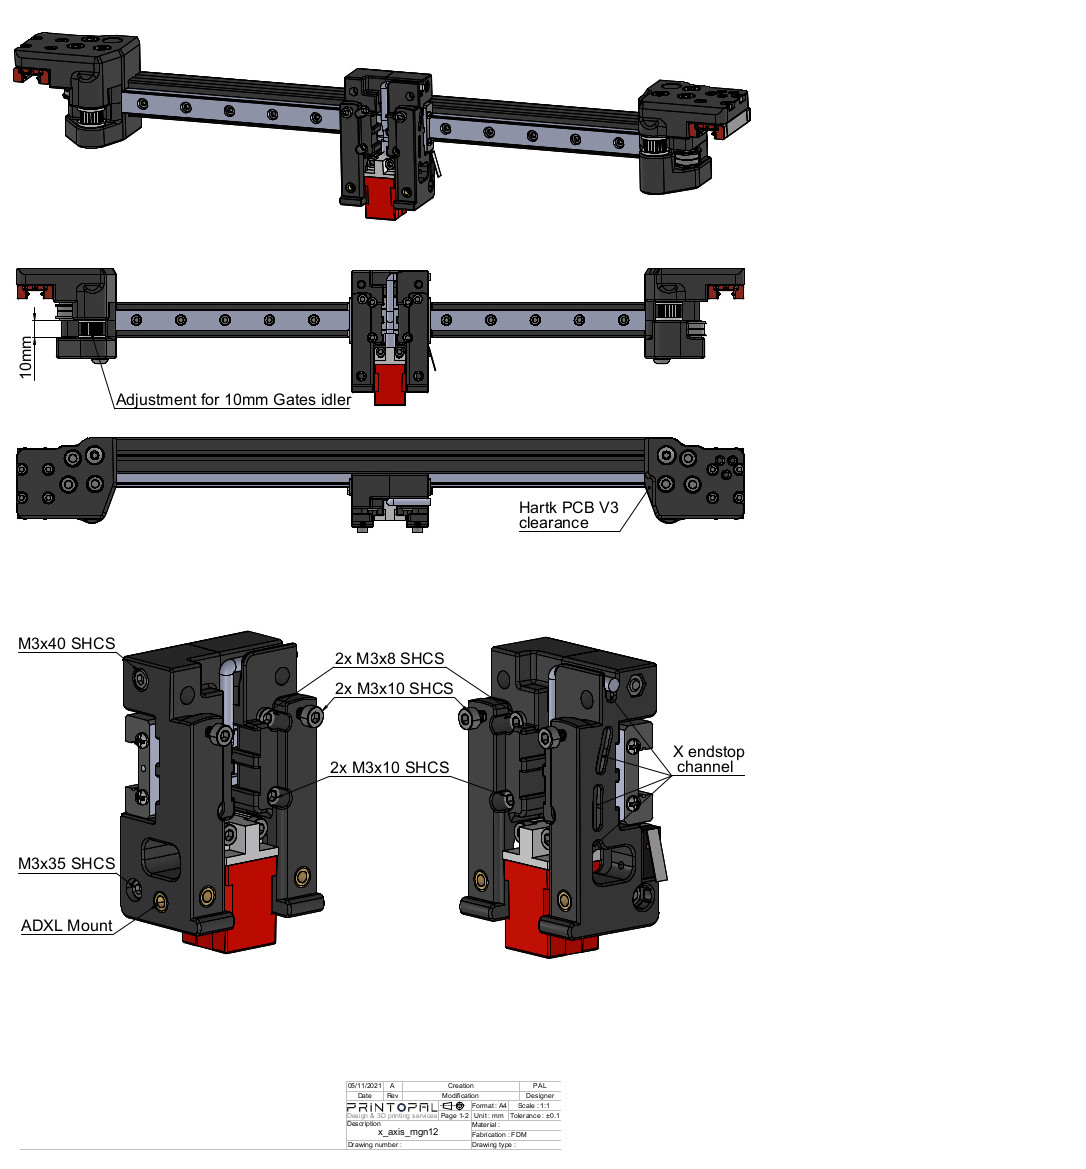 10mm
Adjustment for 10mm Gates idler
Hartk PCB V3
clearance
M3x40 SHCS
2x M3x8 SHCS
2x M3x10 SHCS
X endstop
channel
2x M3x10 SHCS
M3x35 SHCS
ADXL Mount
05/11/2021 A Creation PAL
Date Rev Modification Designer
PRINTOPAL Format : A4 Scale : 1:1
Design & 3D printing services Page 1-2 Unit : mm Tolerance : ±0.1
Description Material :
x_axis_mgn12
Fabrication : FDM
Drawing number : Drawing type :